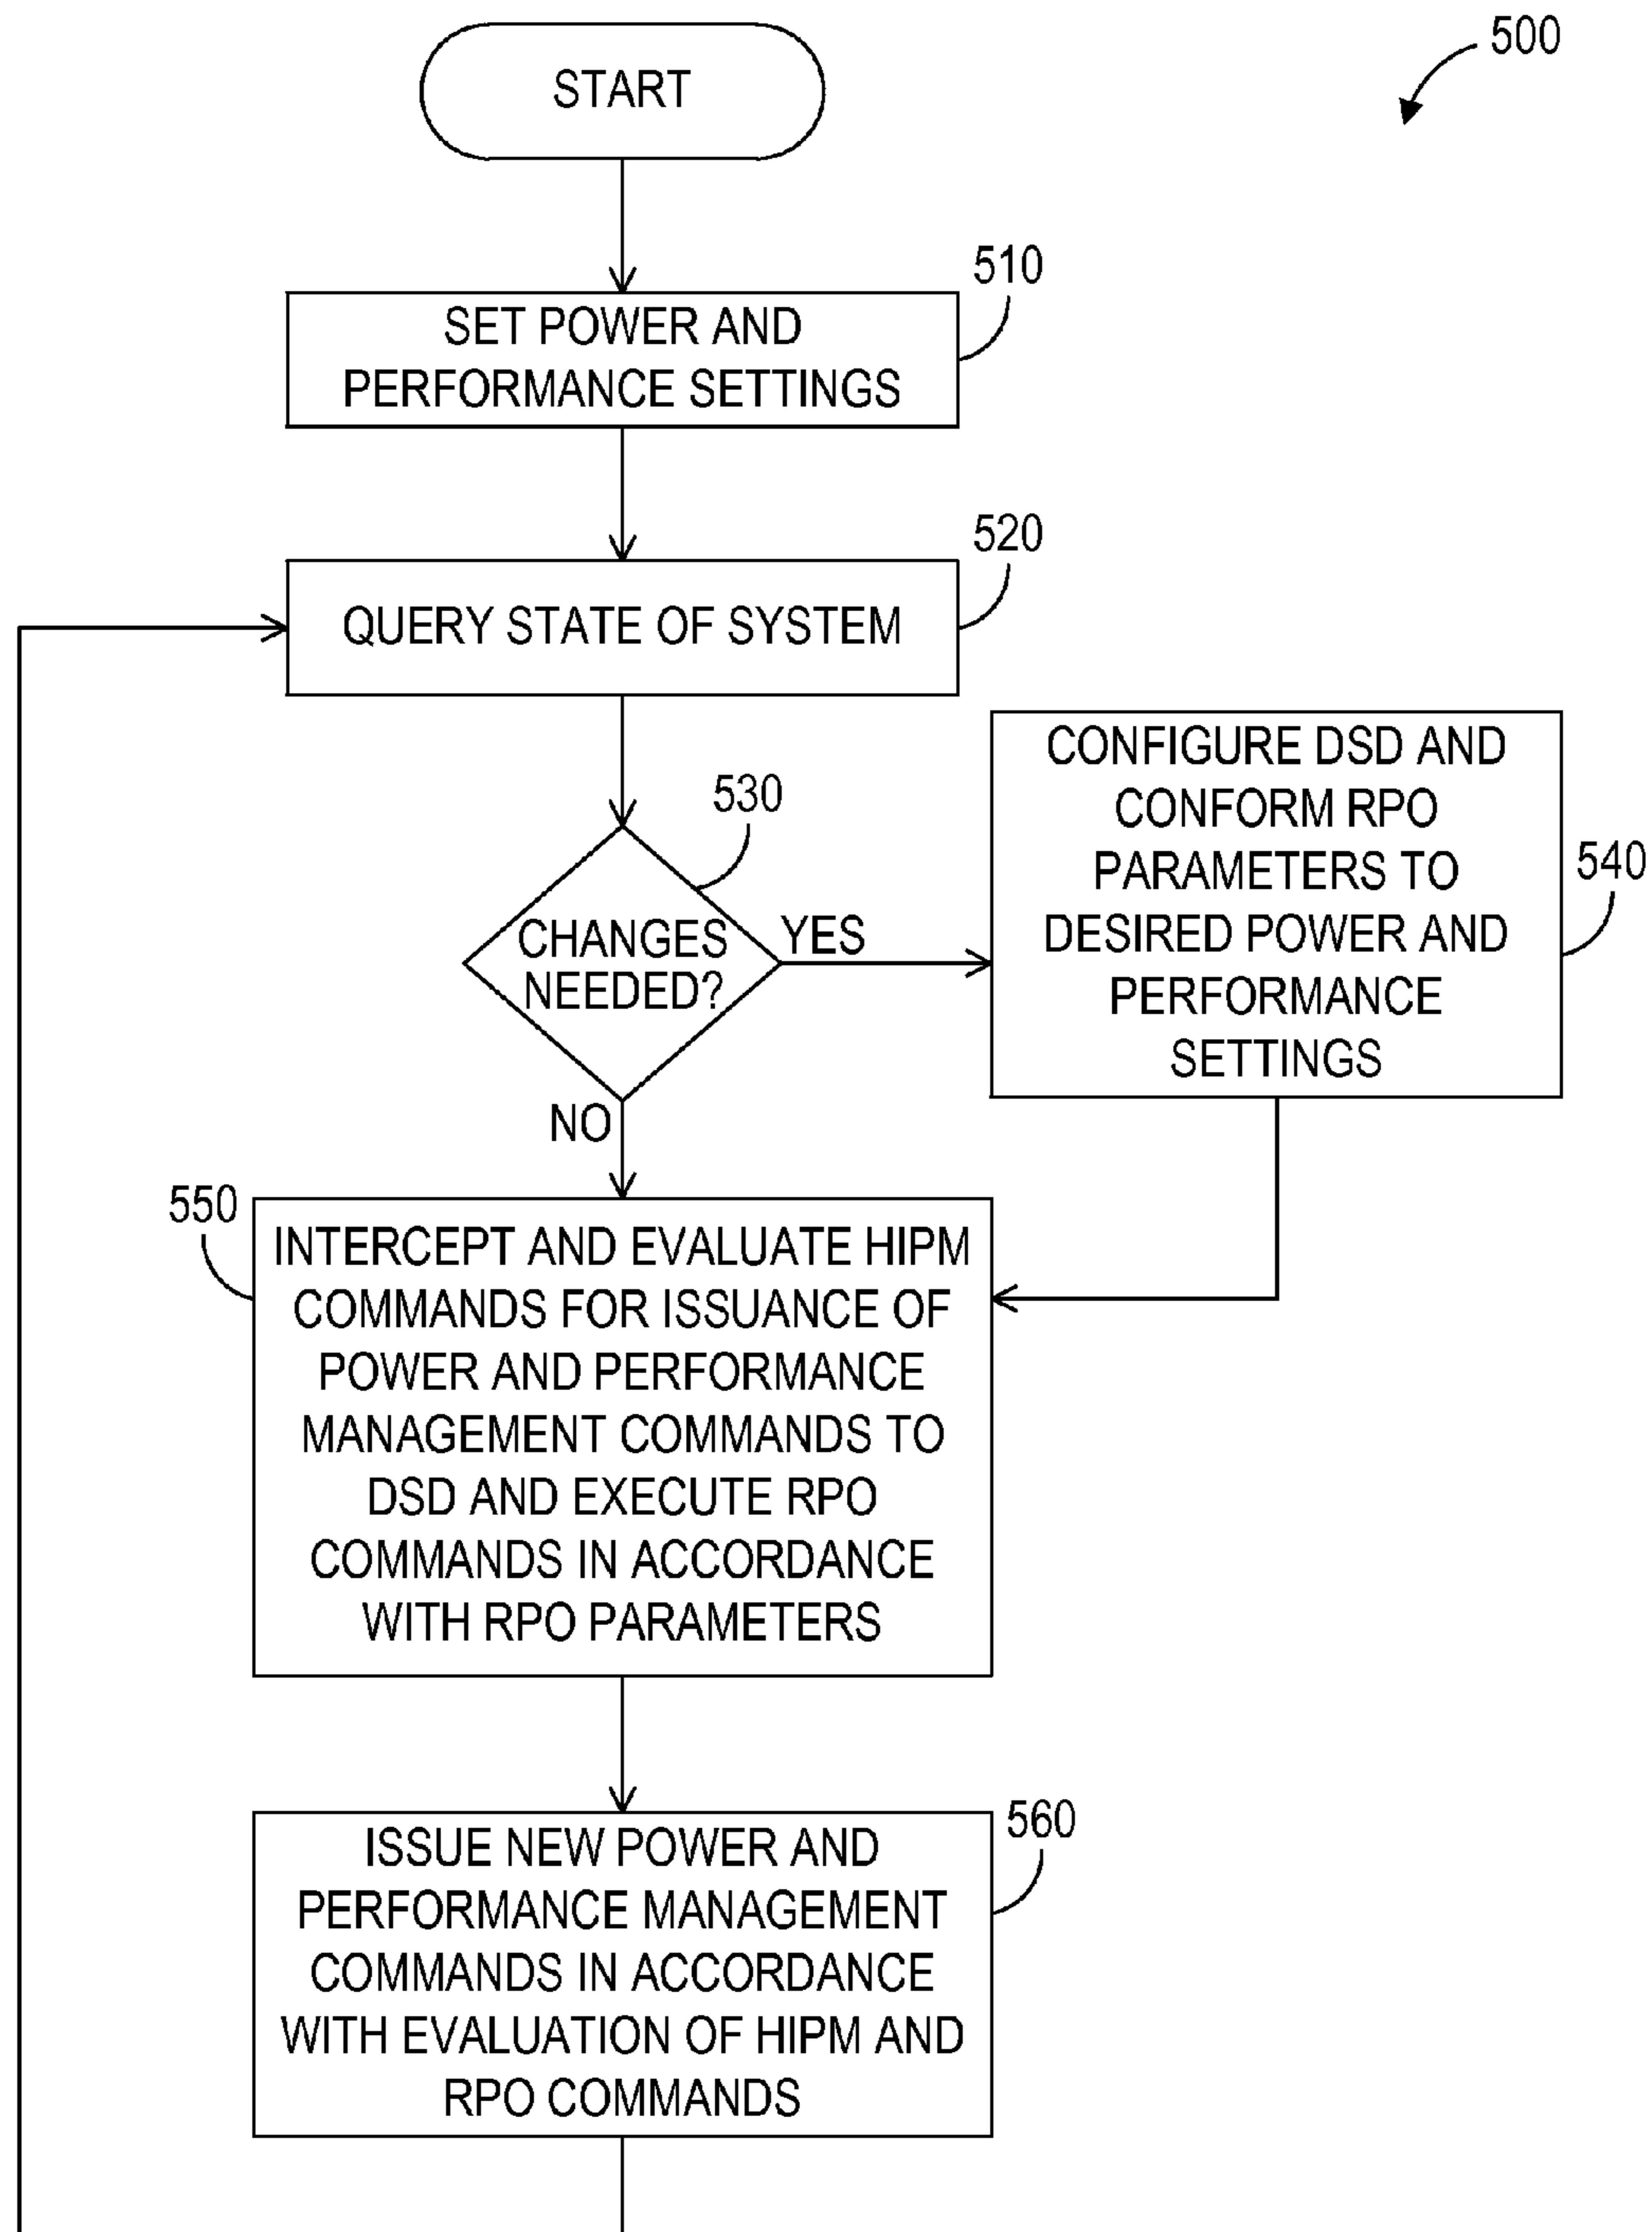 500
START
510
SET POWER AND
PERFORMANCE SETTINGS
520
QUERY STATE OF SYSTEM
530
CHANGES
NEEDED?
YES
NO
540
CONFIGURE DSD AND
CONFORM RPO
PARAMETERS TO
DESIRED POWER AND
PERFORMANCE
SETTINGS
550
INTERCEPT AND EVALUATE HIPM
COMMANDS FOR ISSUANCE OF
POWER AND PERFORMANCE
MANAGEMENT COMMANDS TO
DSD AND EXECUTE RPO
COMMANDS IN ACCORDANCE
WITH RPO PARAMETERS
560
ISSUE NEW POWER AND
PERFORMANCE MANAGEMENT
COMMANDS IN ACCORDANCE
WITH EVALUATION OF HIPM AND
RPO COMMANDS